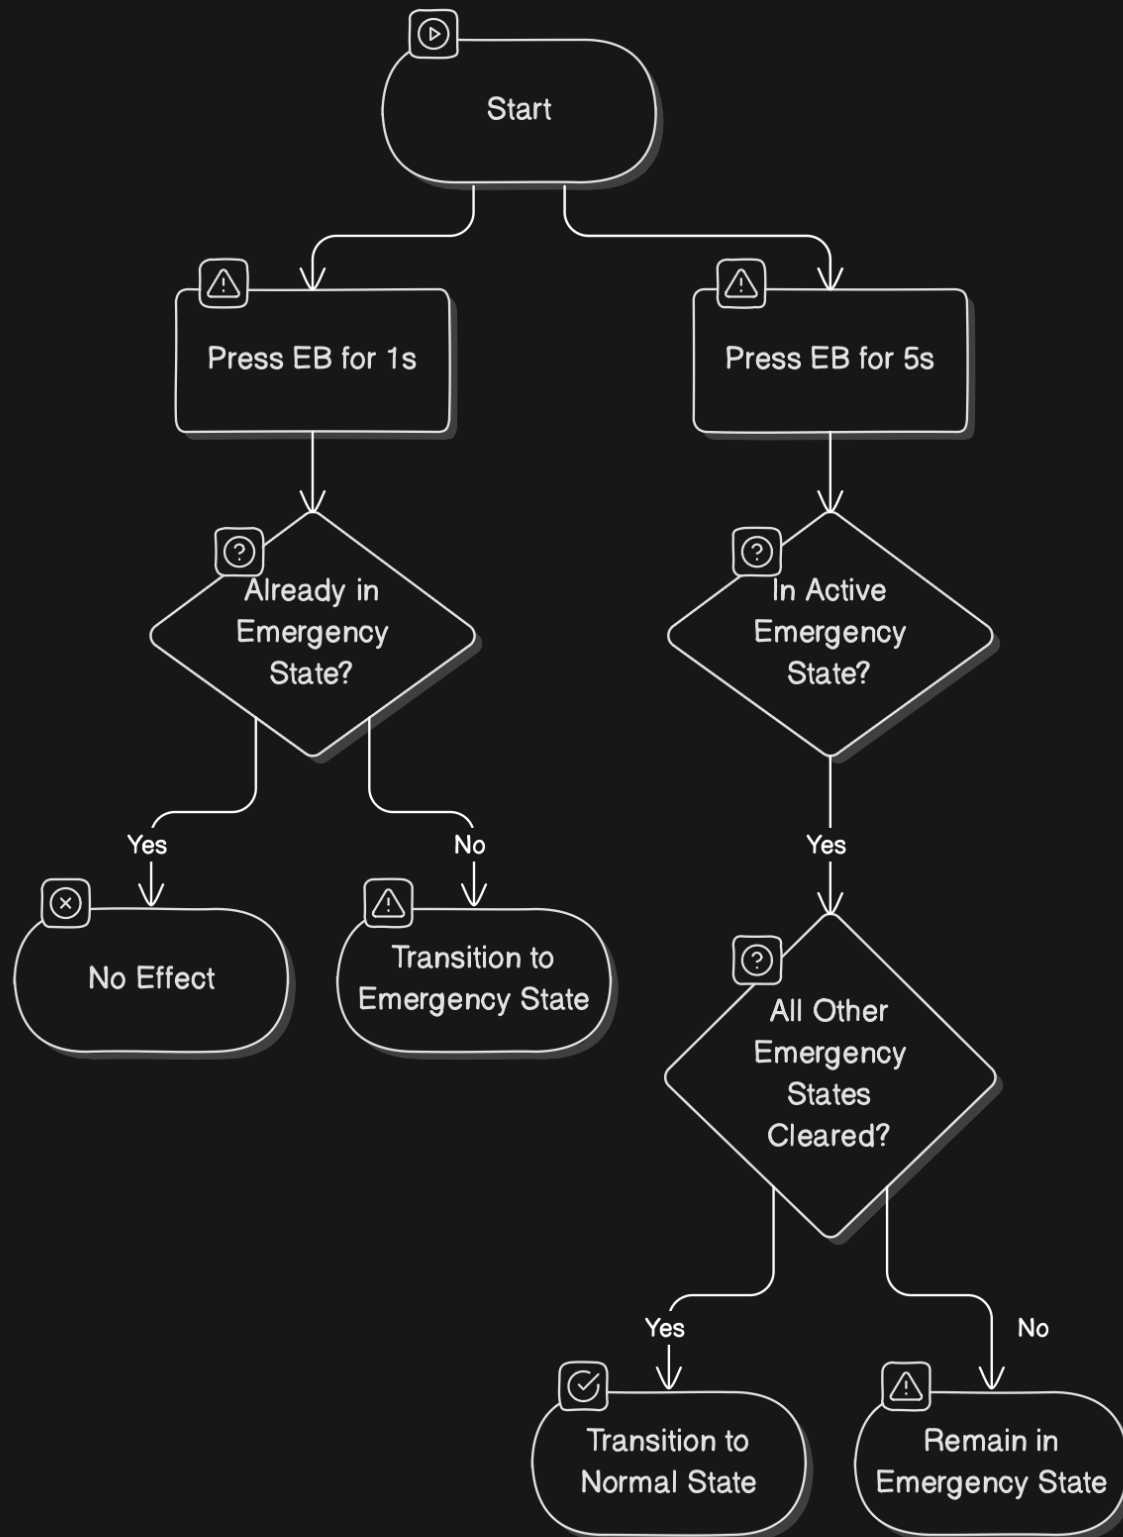 Start
Press EB for 1s
Press EB for 5s
Already in
Emergency
State?
In Active
Emergency
State?
Yes
No
Yes
No Effect
Transition to
Emergency State
All Other
Emergency
States
Cleared?
Yes
No
Transition to
Normal State
Remain in
Emergency State